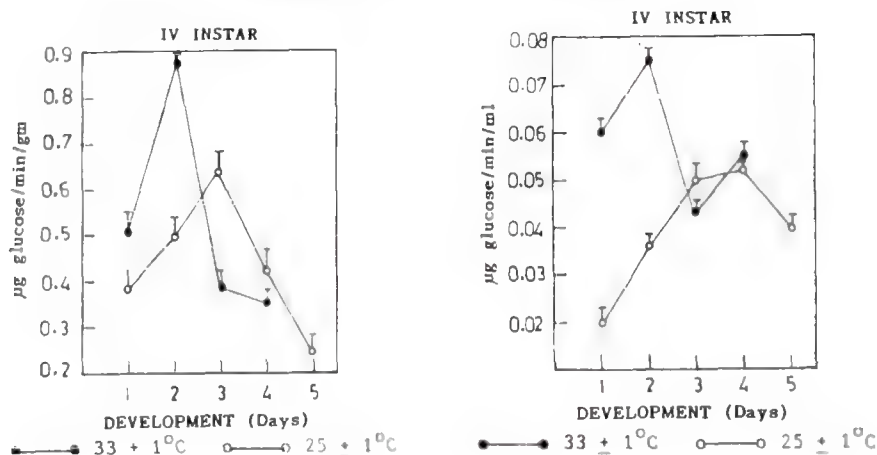 IV INSTAR
0.9
0.8
0.7
0.6
0.5
0.4
0.3
0.2
µg glucose/min/gm
1 2 3 4 5
DEVELOPMENT (Days)
33 + 1°C 25 + 1°C
IV INSTAR
0.08
0.07
0.06
0.05
0.04
0.03
0.02
µg glucose/min/ml
1 2 3 4 5
DEVELOPMENT (Days)
33 ± 1°C 25 ± 1°C